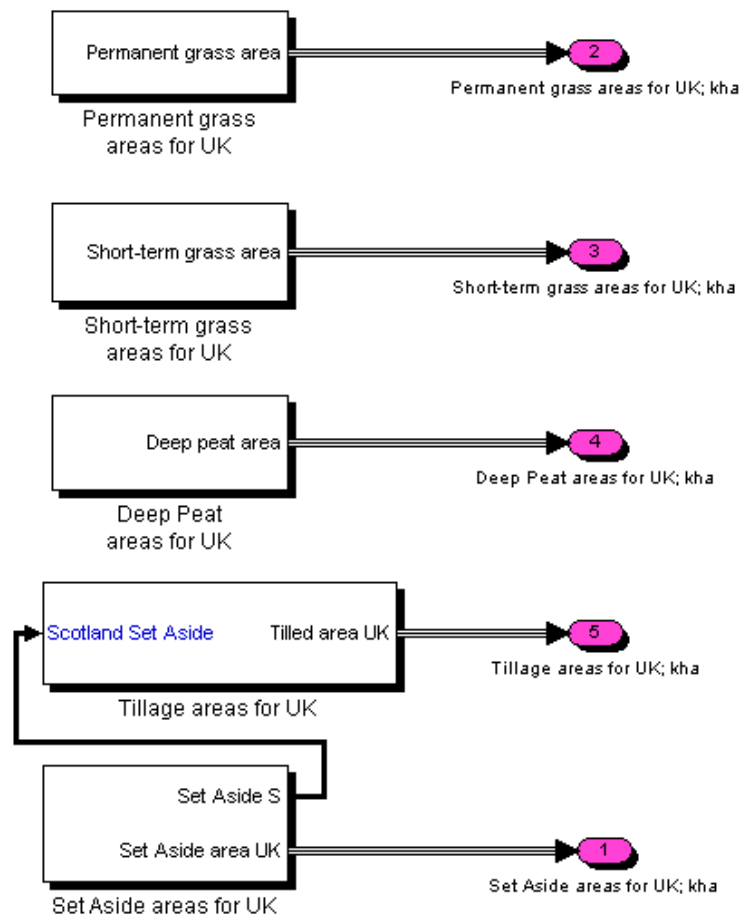 Permanent grass area
2
Permanent grass areas for UK; kha
Permanent grass
areas for UK
Short-term grass area
3
Short-term grass areas for UK; kha
Short-term grass
areas for UK
Deep peat area
4
Deep Peat areas for UK; kha
Deep Peat
areas for UK
Scotland Set Aside Tilled area UK
5
Tillage areas for UK; kha
Tillage areas for UK
Set Aside S
Set Aside area UK
1
Set Aside areas for UK; kha
Set Aside areas for UK